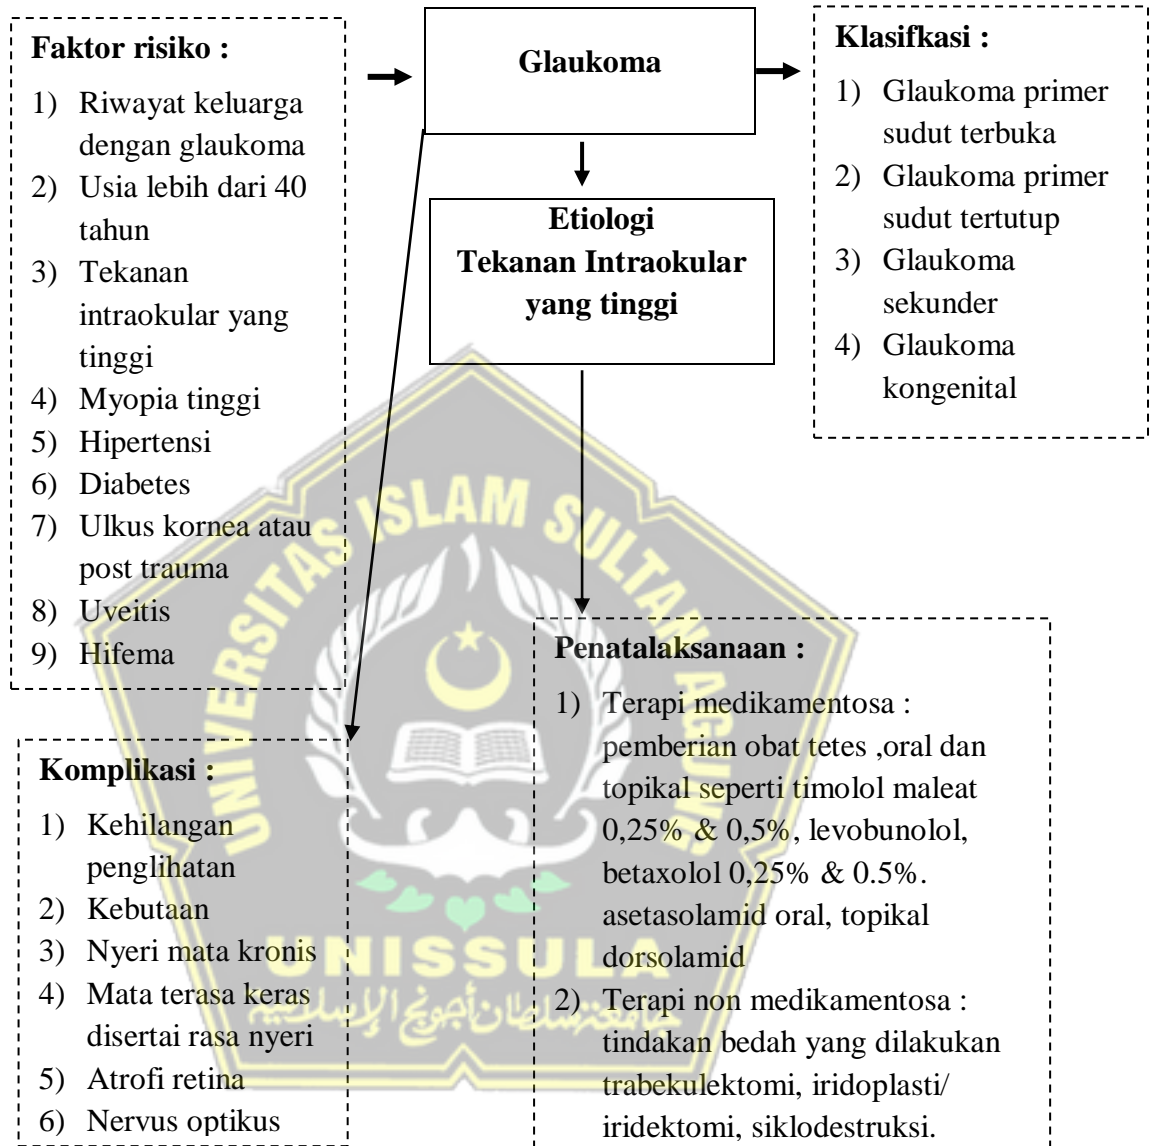 Faktor risiko :
1) Riwayat keluarga
dengan glaukoma
2) Usia lebih dari 40
tahun
3) Tekanan
intraokular yang
tinggi
4) Myopia tinggi
5) Hipertensi
6) Diabetes
7) Ulkus kornea atau
post trauma
8) Uveitis
9) Hifema
Glaukoma
Etiologi
Tekanan Intraokular
yang tinggi
Klasifkasi :
1) Glaukoma primer
sudut terbuka
2) Glaukoma primer
sudut tertutup
3) Glaukoma
sekunder
4) Glaukoma
kongenital
Komplikasi :
1) Kehilangan
penglihatan
2) Kebutaan
3) Nyeri mata kronis
4) Mata terasa keras
disertai rasa nyeri
5) Atrofi retina
6) Nervus optikus
Penatalaksanaan :
1) Terapi medikamentosa :
pemberian obat tetes ,oral dan
topikal seperti timolol maleat
0,25% & 0,5%, levobunolol,
betaxolol 0,25% & 0.5%.
asetasolamid oral, topikal
dorsolamid
2) Terapi non medikamentosa :
tindakan bedah yang dilakukan
trabekulektomi, iridoplasti/
iridektomi, siklodestruksi.
UNIVERSITAS ISLAM SULTAN AGUNG
UNISSULA
جامعتسلطان أجونج الإسلامية